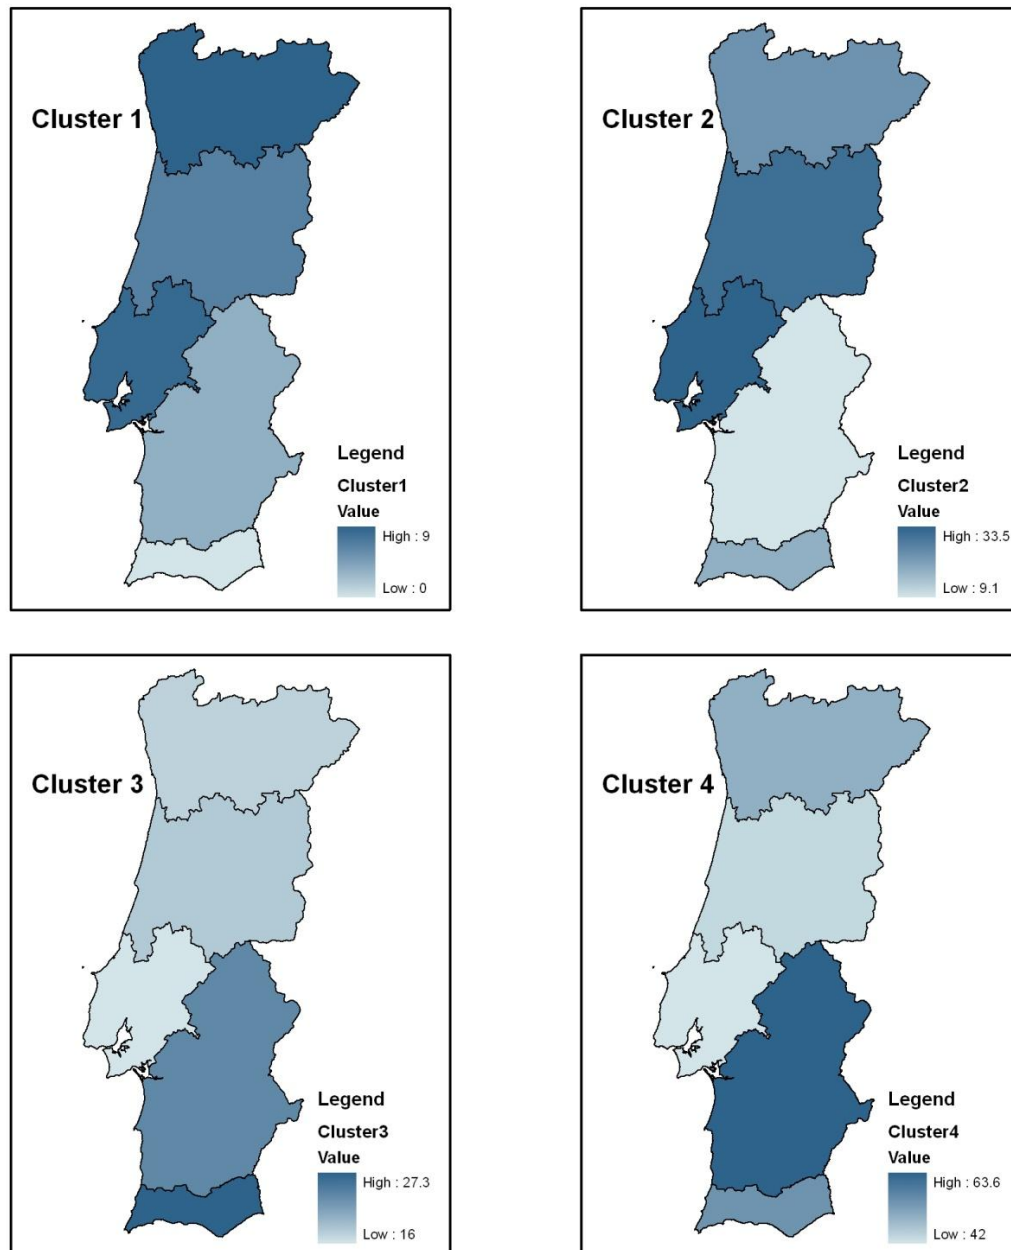 Cluster 1
Legend
Cluster1
Value
High : 9
Low : 0
Cluster 2
Legend
Cluster2
Value
High : 33.5
Low : 9.1
Cluster 3
Legend
Cluster3
Value
High : 27.3
Low : 16
Cluster 4
Legend
Cluster4
Value
High : 63.6
Low : 42